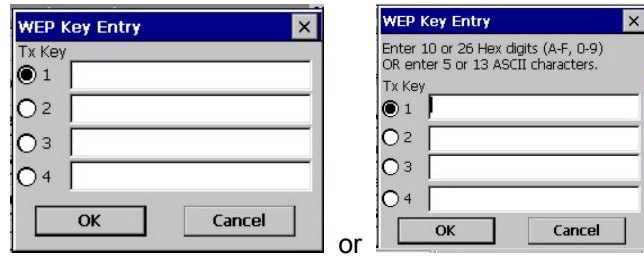 WEP Key Entry
Tx Key
1
2
3
4
OK Cancel
or
WEP Key Entry
Enter 10 or 26 Hex digits (A-F, 0-9)
OR enter 5 or 13 ASCII characters.
Tx Key
1
2
3
4
OK Cancel